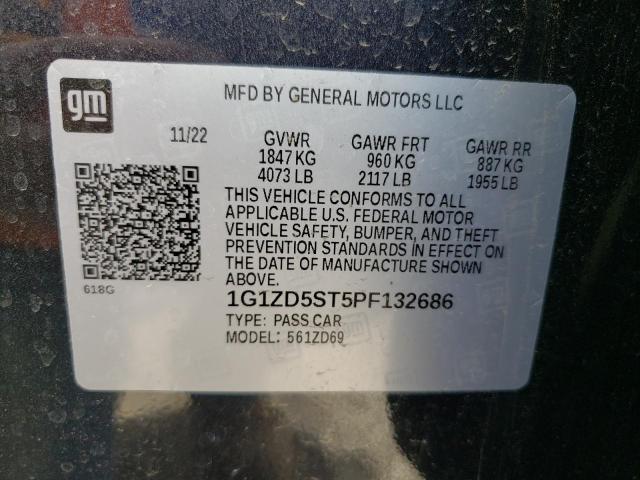 gm
MFD BY GENERAL MOTORS LLC
11/22 GVWR GAWR FRT GAWR RR
1847 KG 960 KG 887 KG
4073 LB 2117 LB 1955 LB
THIS VEHICLE CONFORMS TO ALL
APPLICABLE U.S. FEDERAL MOTOR
VEHICLE SAFETY, BUMPER, AND THEFT
PREVENTION STANDARDS IN EFFECT ON
THE DATE OF MANUFACTURE SHOWN
ABOVE.
618G
1G1ZD5ST5PF132686
TYPE: PASS CAR
MODEL: 561ZD69